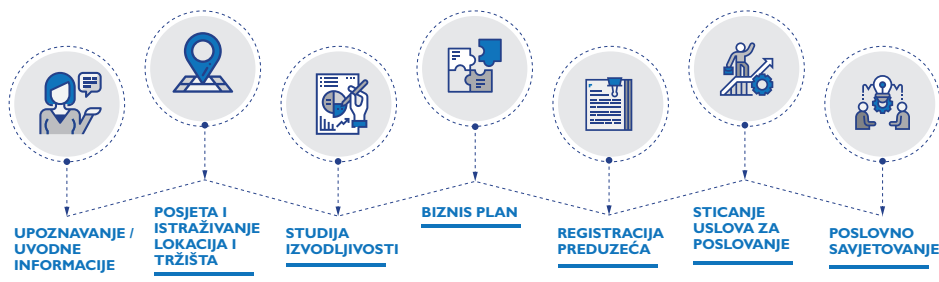 UPOZNAVANJE /
UVODNE
INFORMACIJE
POSJETA I
ISTRAŽIVANJE
LOKACIJA I
TRŽIŠTA
STUDIJA
IZVODLJIVOSTI
BIZNIS PLAN
REGISTRACIJA
PREDUZEĆA
STICANJE
USLOVA ZA
POSLOVANJE
POSLOVNO
SAVJETOVANJE